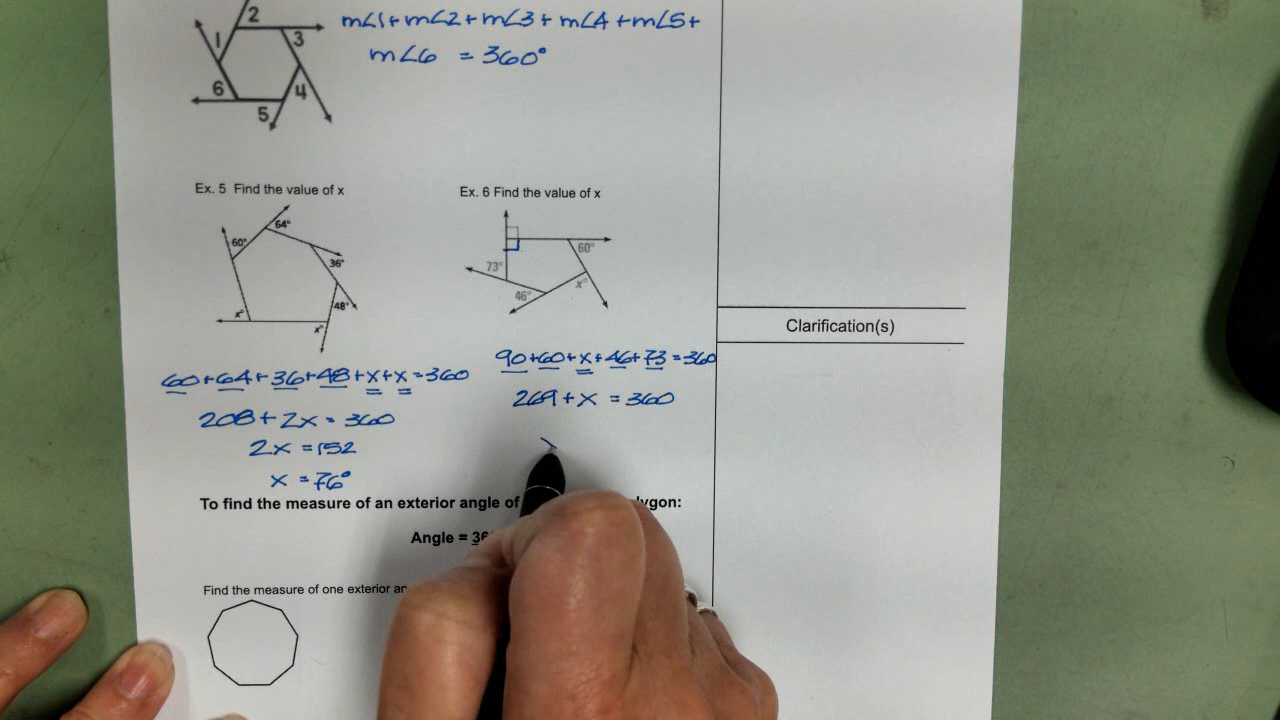 2
1
3
6
4
5
m∠1+m∠2+m∠3+m∠4+m∠5+
m∠6 = 360°
Ex. 5 Find the value of x
Ex. 6 Find the value of x
64°
60°
36°
48°
x°
x°
60°
73°
46°
x°
Clarification(s)
60+64+36+48+x+x=360
208+2x=360
2x=152
x=76°
90+60+x+46+73=360
269+x=360
To find the measure of an exterior angle of
Angle =
Find the measure of one exterior